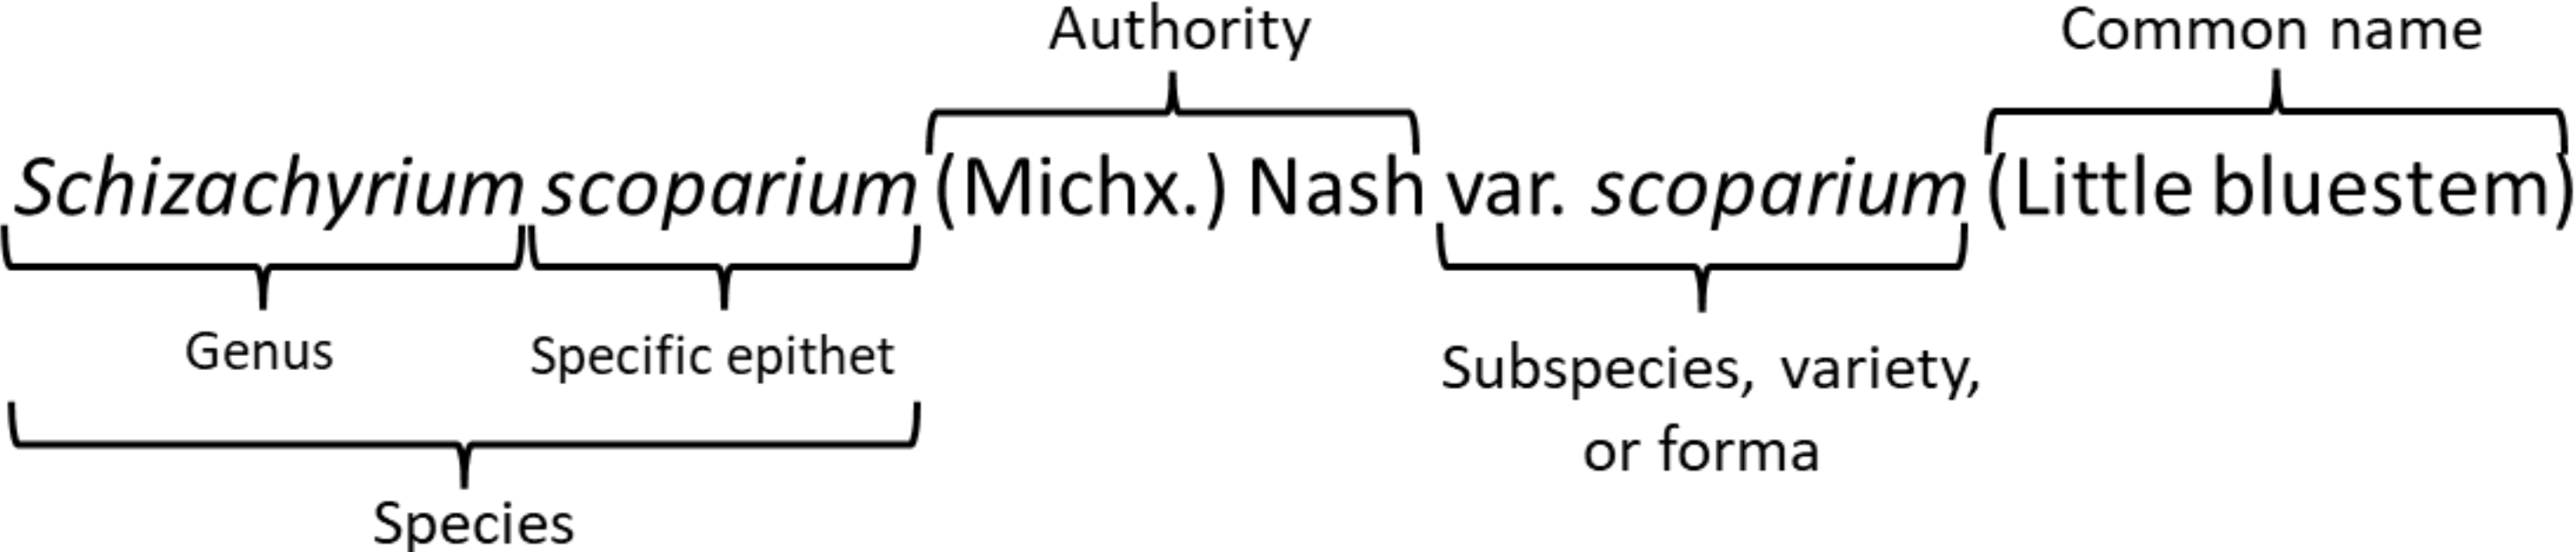 Authority Common name
Schizachyrium scoparium (Michx.) Nash var. scoparium (Little bluestem)
Genus Specific epithet Subspecies, variety,
or forma
Species